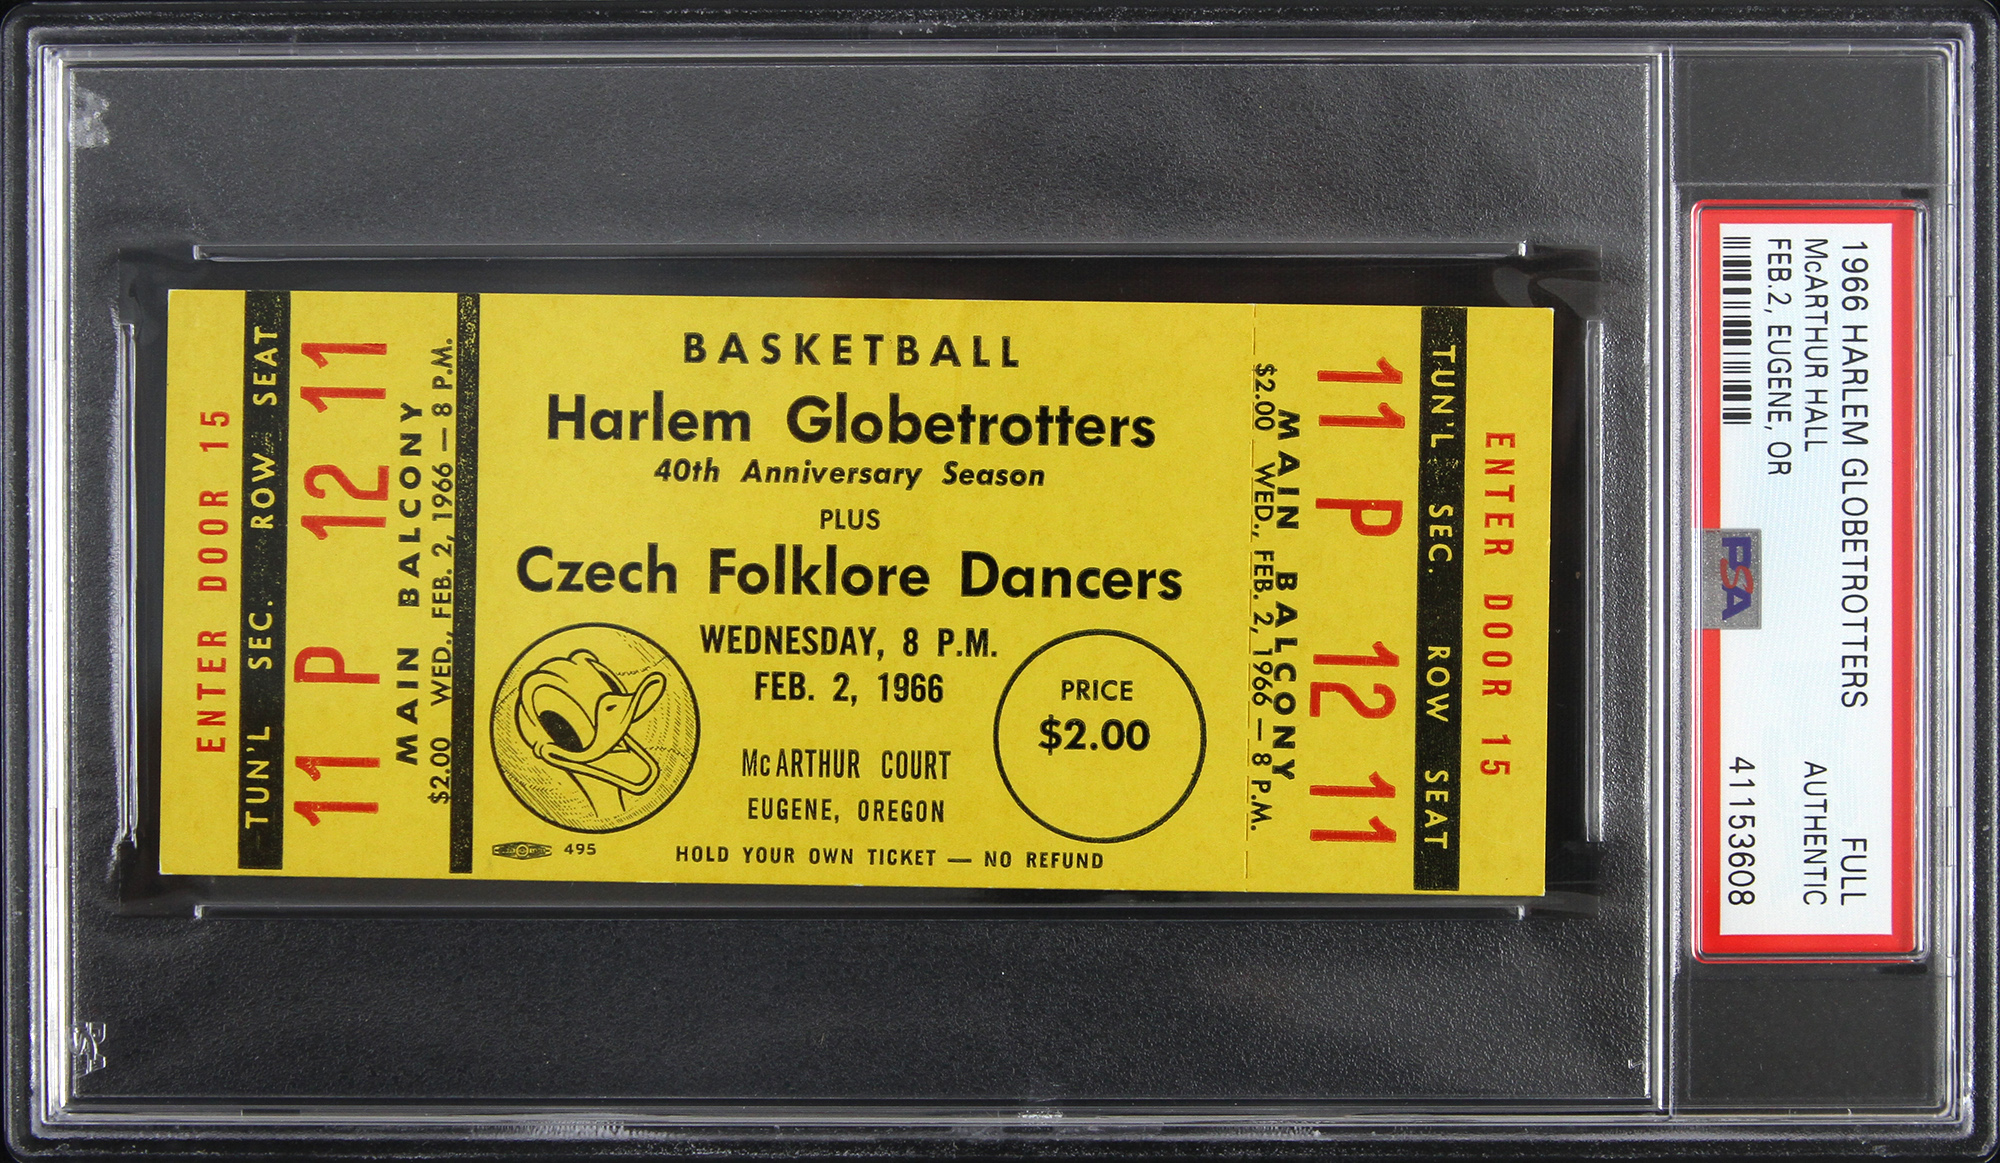 ENTER DOOR 15
TUN'L SEC. ROW SEAT
11 P 12 11
MAIN BALCONY
$2.00 WED., FEB. 2, 1966 — 8 P.M.
BASKETBALL
Harlem Globetrotters
40th Anniversary Season
PLUS
Czech Folklore Dancers
WEDNESDAY, 8 P.M.
FEB. 2, 1966
McARTHUR COURT
EUGENE, OREGON
PRICE
$2.00
495
HOLD YOUR OWN TICKET — NO REFUND
$2.00 WED., FEB. 2, 1966 — 8 P.M.
MAIN BALCONY
11 P 12 11
TUN'L SEC. ROW SEAT
ENTER DOOR 15
1966 HARLEM GLOBETROTTERS FULL
McARTHUR HALL AUTHENTIC
FEB.2, EUGENE, OR
41153608
PSA
PSA